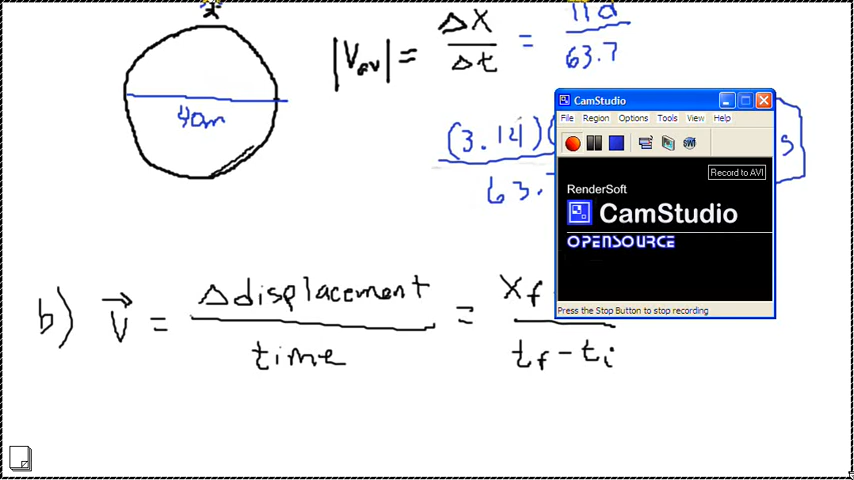 |Vav| = ΔX / Δt = πd / 63.7
40m
(3.14)(
63.
s
b) V = Δdisplacement / time = Xf / tf - ti
CamStudio
File Region Options Tools View Help
Record to AVI
RenderSoft
CamStudio
OPENSOURCE
Press the Stop Button to stop recording